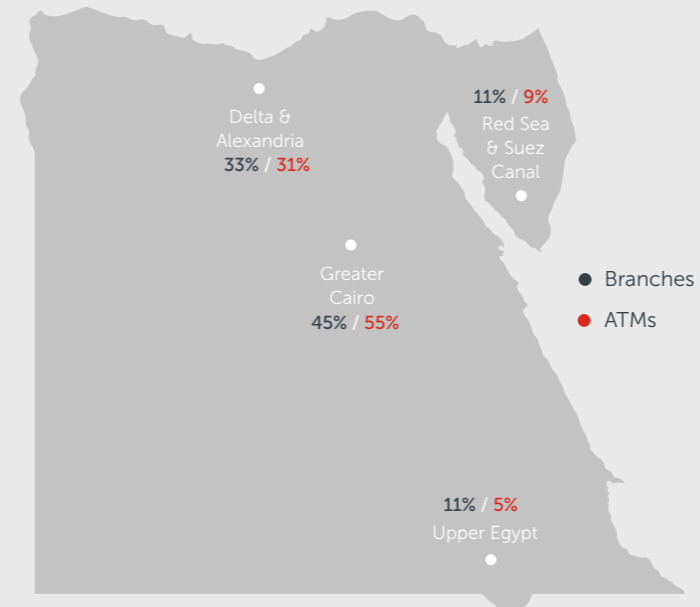 Delta &
Alexandria
33% / 31%
11% / 9%
Red Sea
& Suez
Canal
Greater
Cairo
45% / 55%
Branches
ATMs
11% / 5%
Upper Egypt